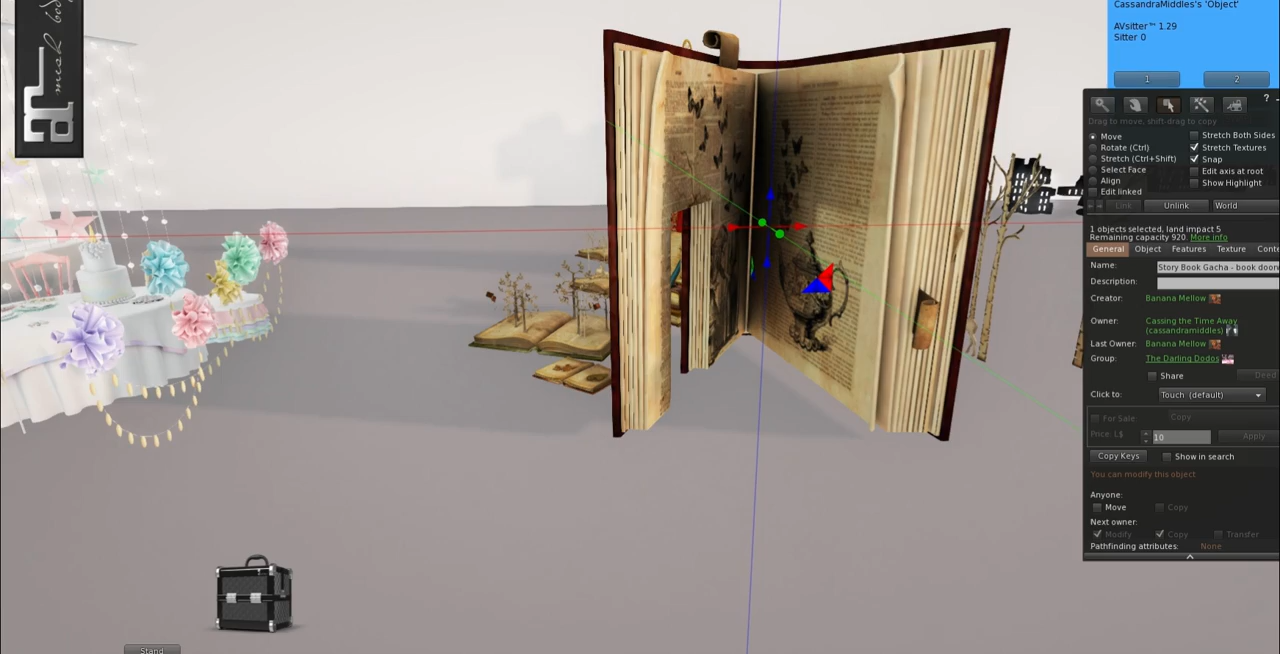 mesh body
CassandraMiddles's 'Object'
AVsitter™ 1.29
Sitter 0
1 2
?
Drag to move, shift-drag to copy
Move
Rotate (Ctrl)
Stretch (Ctrl+Shift)
Select Face
Align
Edit linked
Stretch Both Sides
Stretch Textures
Snap
Edit axis at root
Show Highlight
Link Unlink World
1 objects selected, land impact 5
Remaining capacity 920. More info
General Object Features Texture Conte
Name: Story Book Gacha - book doorw
Description:
Creator: Banana Mellow
Owner: Cassing the Time Away
(cassandramiddles)
Last Owner: Banana Mellow
Group: The Darling Dodos
Share Deed
Click to: Touch (default)
For Sale: Copy
Price: L$ 10 Apply
Copy Keys Show in search
You can modify this object
Anyone:
Move Copy
Next owner:
Modify Copy Transfer
Pathfinding attributes: None
Stand